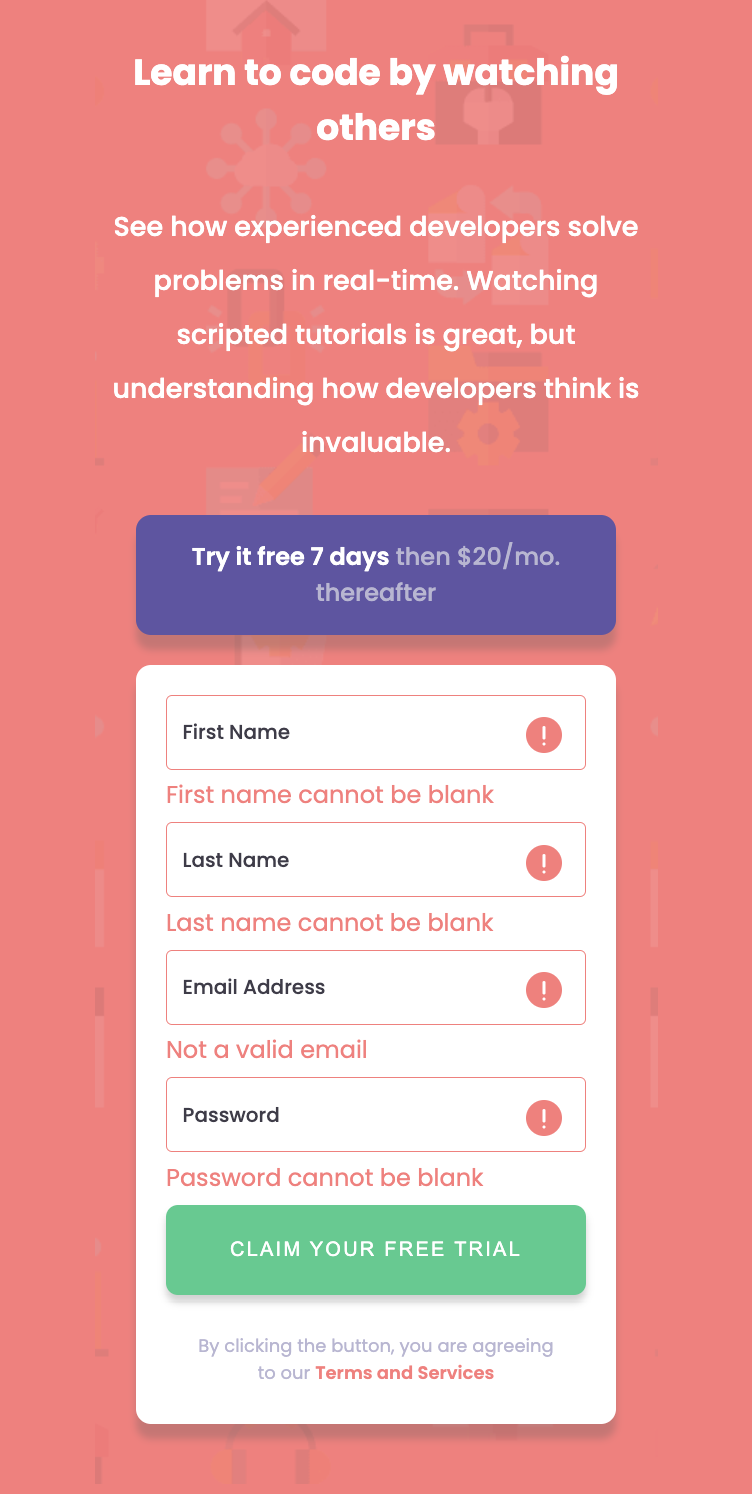 Learn to code by watching
others
See how experienced developers solve
problems in real-time. Watching
scripted tutorials is great, but
understanding how developers think is
invaluable.
Try it free 7 days then $20/mo.
thereafter
First Name
First name cannot be blank
Last Name
Last name cannot be blank
Email Address
Not a valid email
Password
Password cannot be blank
CLAIM YOUR FREE TRIAL
By clicking the button, you are agreeing
to our Terms and Services